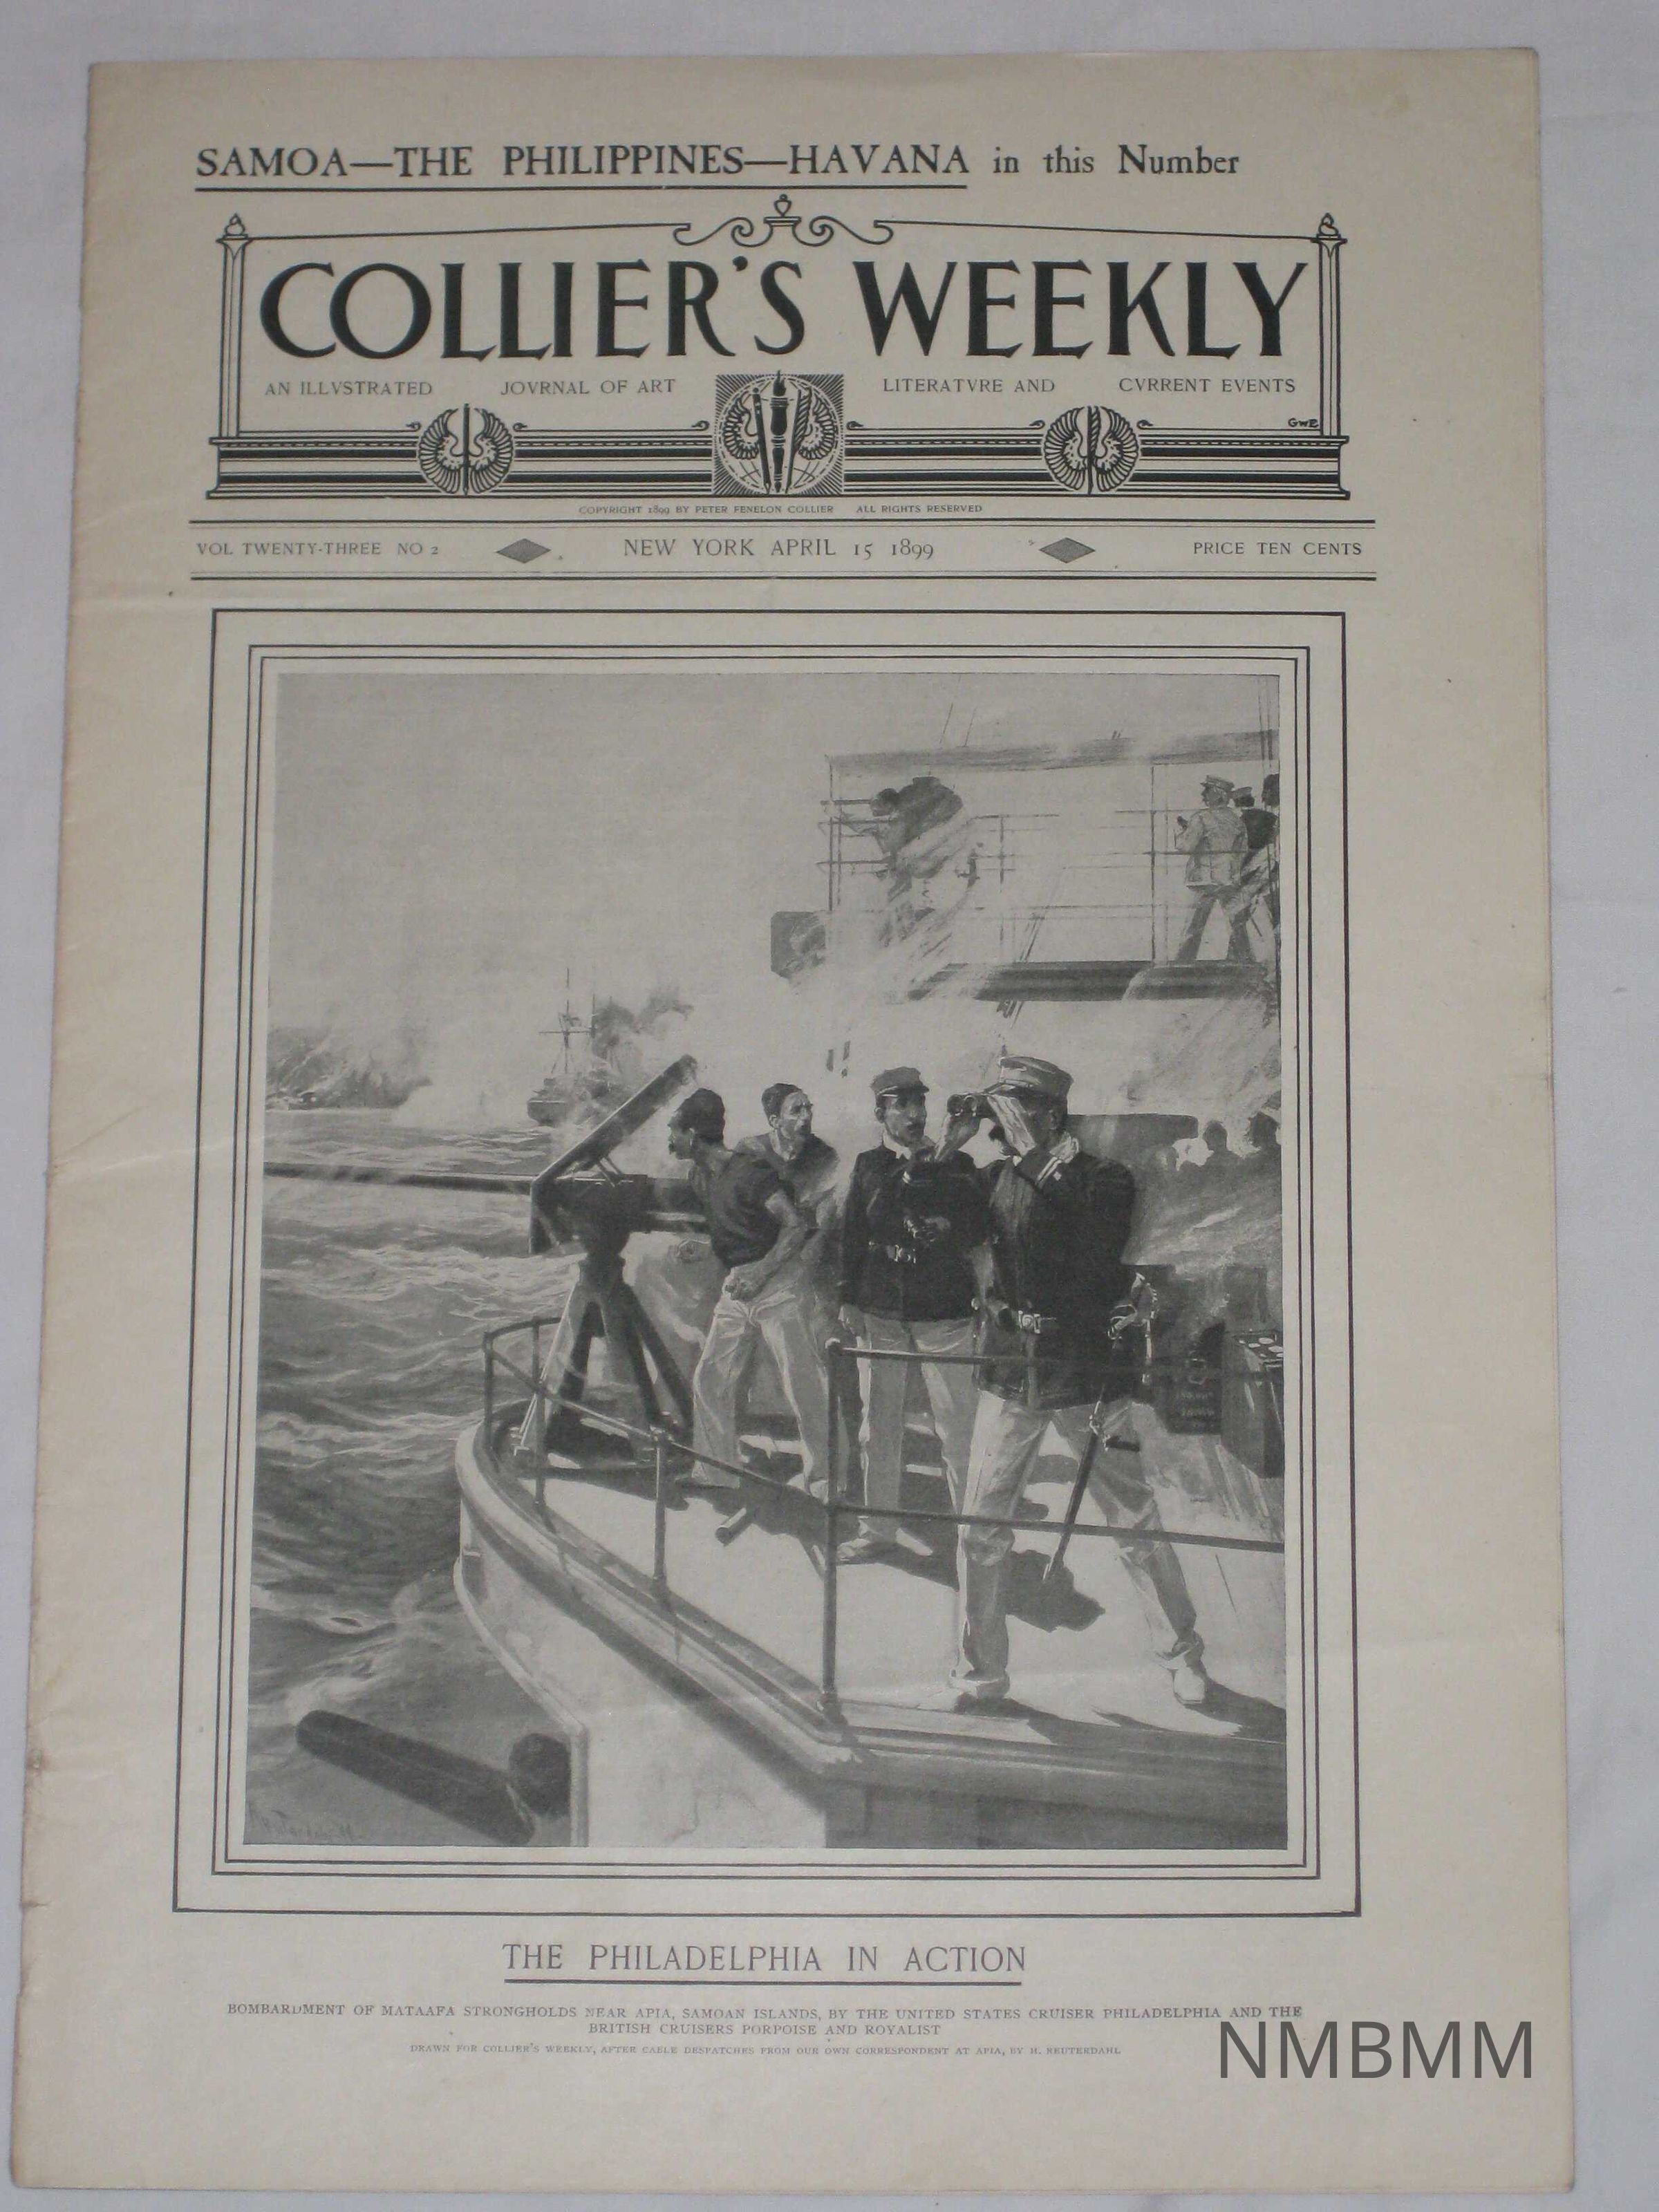 SAMOA—THE PHILIPPINES—HAVANA in this Number
COLLIER'S WEEKLY
AN ILLVSTRATED JOVRNAL OF ART LITERATVRE AND CVRRENT EVENTS
GWE
COPYRIGHT 1899 BY PETER FENELON COLLIER ALL RIGHTS RESERVED
VOL TWENTY-THREE NO 2 NEW YORK APRIL 15 1899 PRICE TEN CENTS
THE PHILADELPHIA IN ACTION
BOMBARDMENT OF MATAAFA STRONGHOLDS NEAR APIA, SAMOAN ISLANDS, BY THE UNITED STATES CRUISER PHILADELPHIA AND THE
BRITISH CRUISERS PORPOISE AND ROYALIST
DRAWN FOR COLLIER'S WEEKLY, AFTER CABLE DESPATCHES FROM OUR OWN CORRESPONDENT AT APIA, BY H. REUTERDAHL
NMBMM